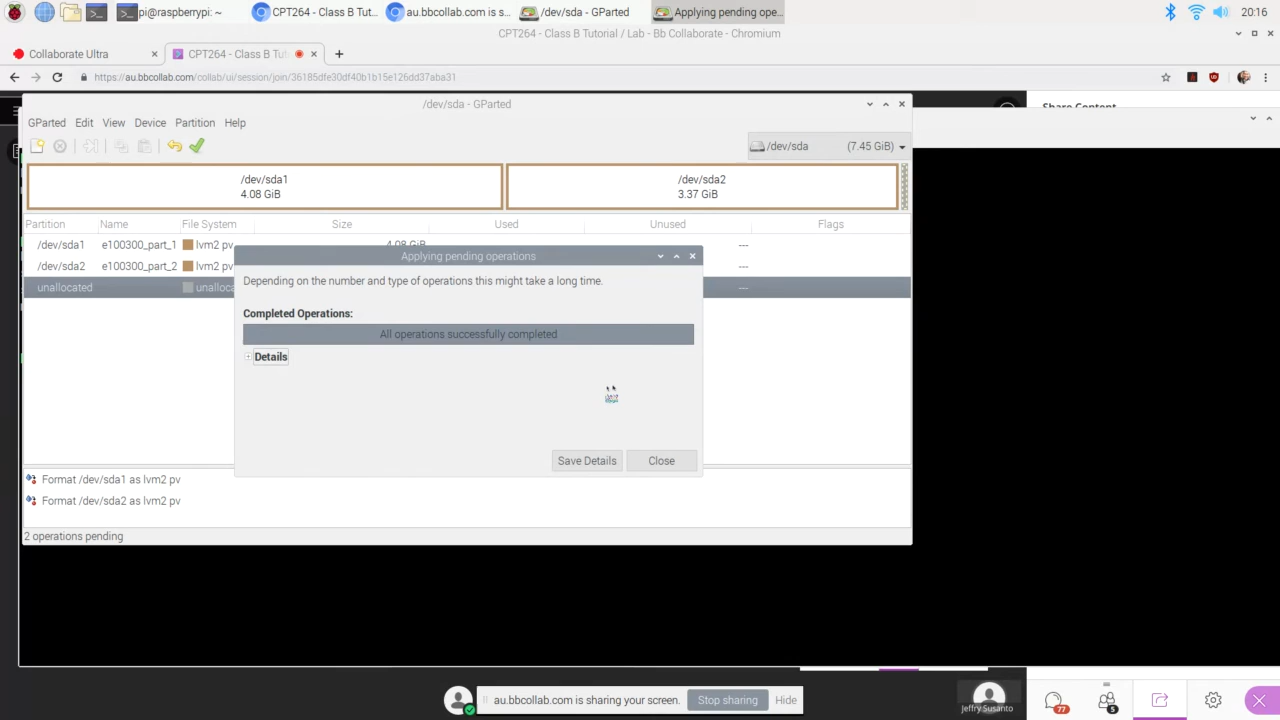 pi@raspberrypi: ~
CPT264 - Class B Tut...
au.bbcollab.com is s...
/dev/sda - GParted
Applying pending ope...
20:16
CPT264 - Class B Tutorial / Lab - Bb Collaborate - Chromium
Collaborate Ultra
CPT264 - Class B Tut
https://au.bbcollab.com/collab/ui/session/join/36185dfe30df40b1b15e126dd37aba31
Share Content
/dev/sda - GParted
GParted Edit View Device Partition Help
/dev/sda (7.45 GiB)
/dev/sda1
4.08 GiB
/dev/sda2
3.37 GiB
Partition Name File System Size Used Unused Flags
/dev/sda1 e100300_part_1 lvm2 pv 4.08 GiB ---
/dev/sda2 e100300_part_2 lvm2 pv ---
unallocated unalloca ---
Applying pending operations
Depending on the number and type of operations this might take a long time.
Completed Operations:
All operations successfully completed
Details
Save Details Close
Format /dev/sda1 as lvm2 pv
Format /dev/sda2 as lvm2 pv
2 operations pending
au.bbcollab.com is sharing your screen. Stop sharing Hide
Jeffry Susanto
77
5